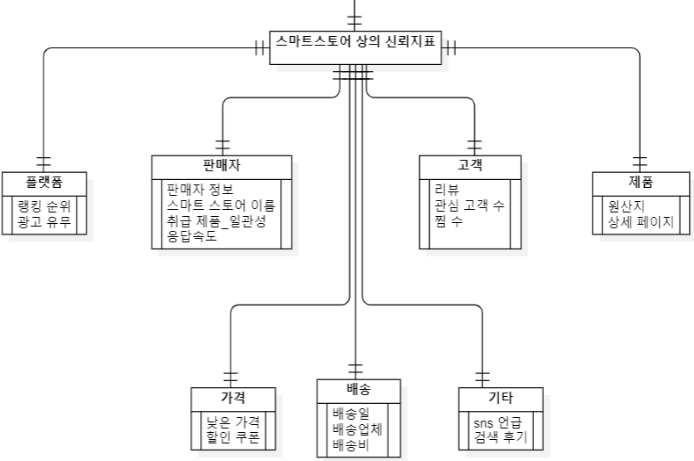 스마트스토어 상의 신뢰지표
플랫폼
랭킹 순위
광고 유무
판매자
판매자 정보
스마트 스토어 이름
취급 제품_일관성
응답속도
고객
리뷰
관심 고객 수
찜 수
제품
원산지
상세 페이지
가격
낮은 가격
할인 쿠폰
배송
배송일
배송업체
배송비
기타
sns 언급
검색 후기